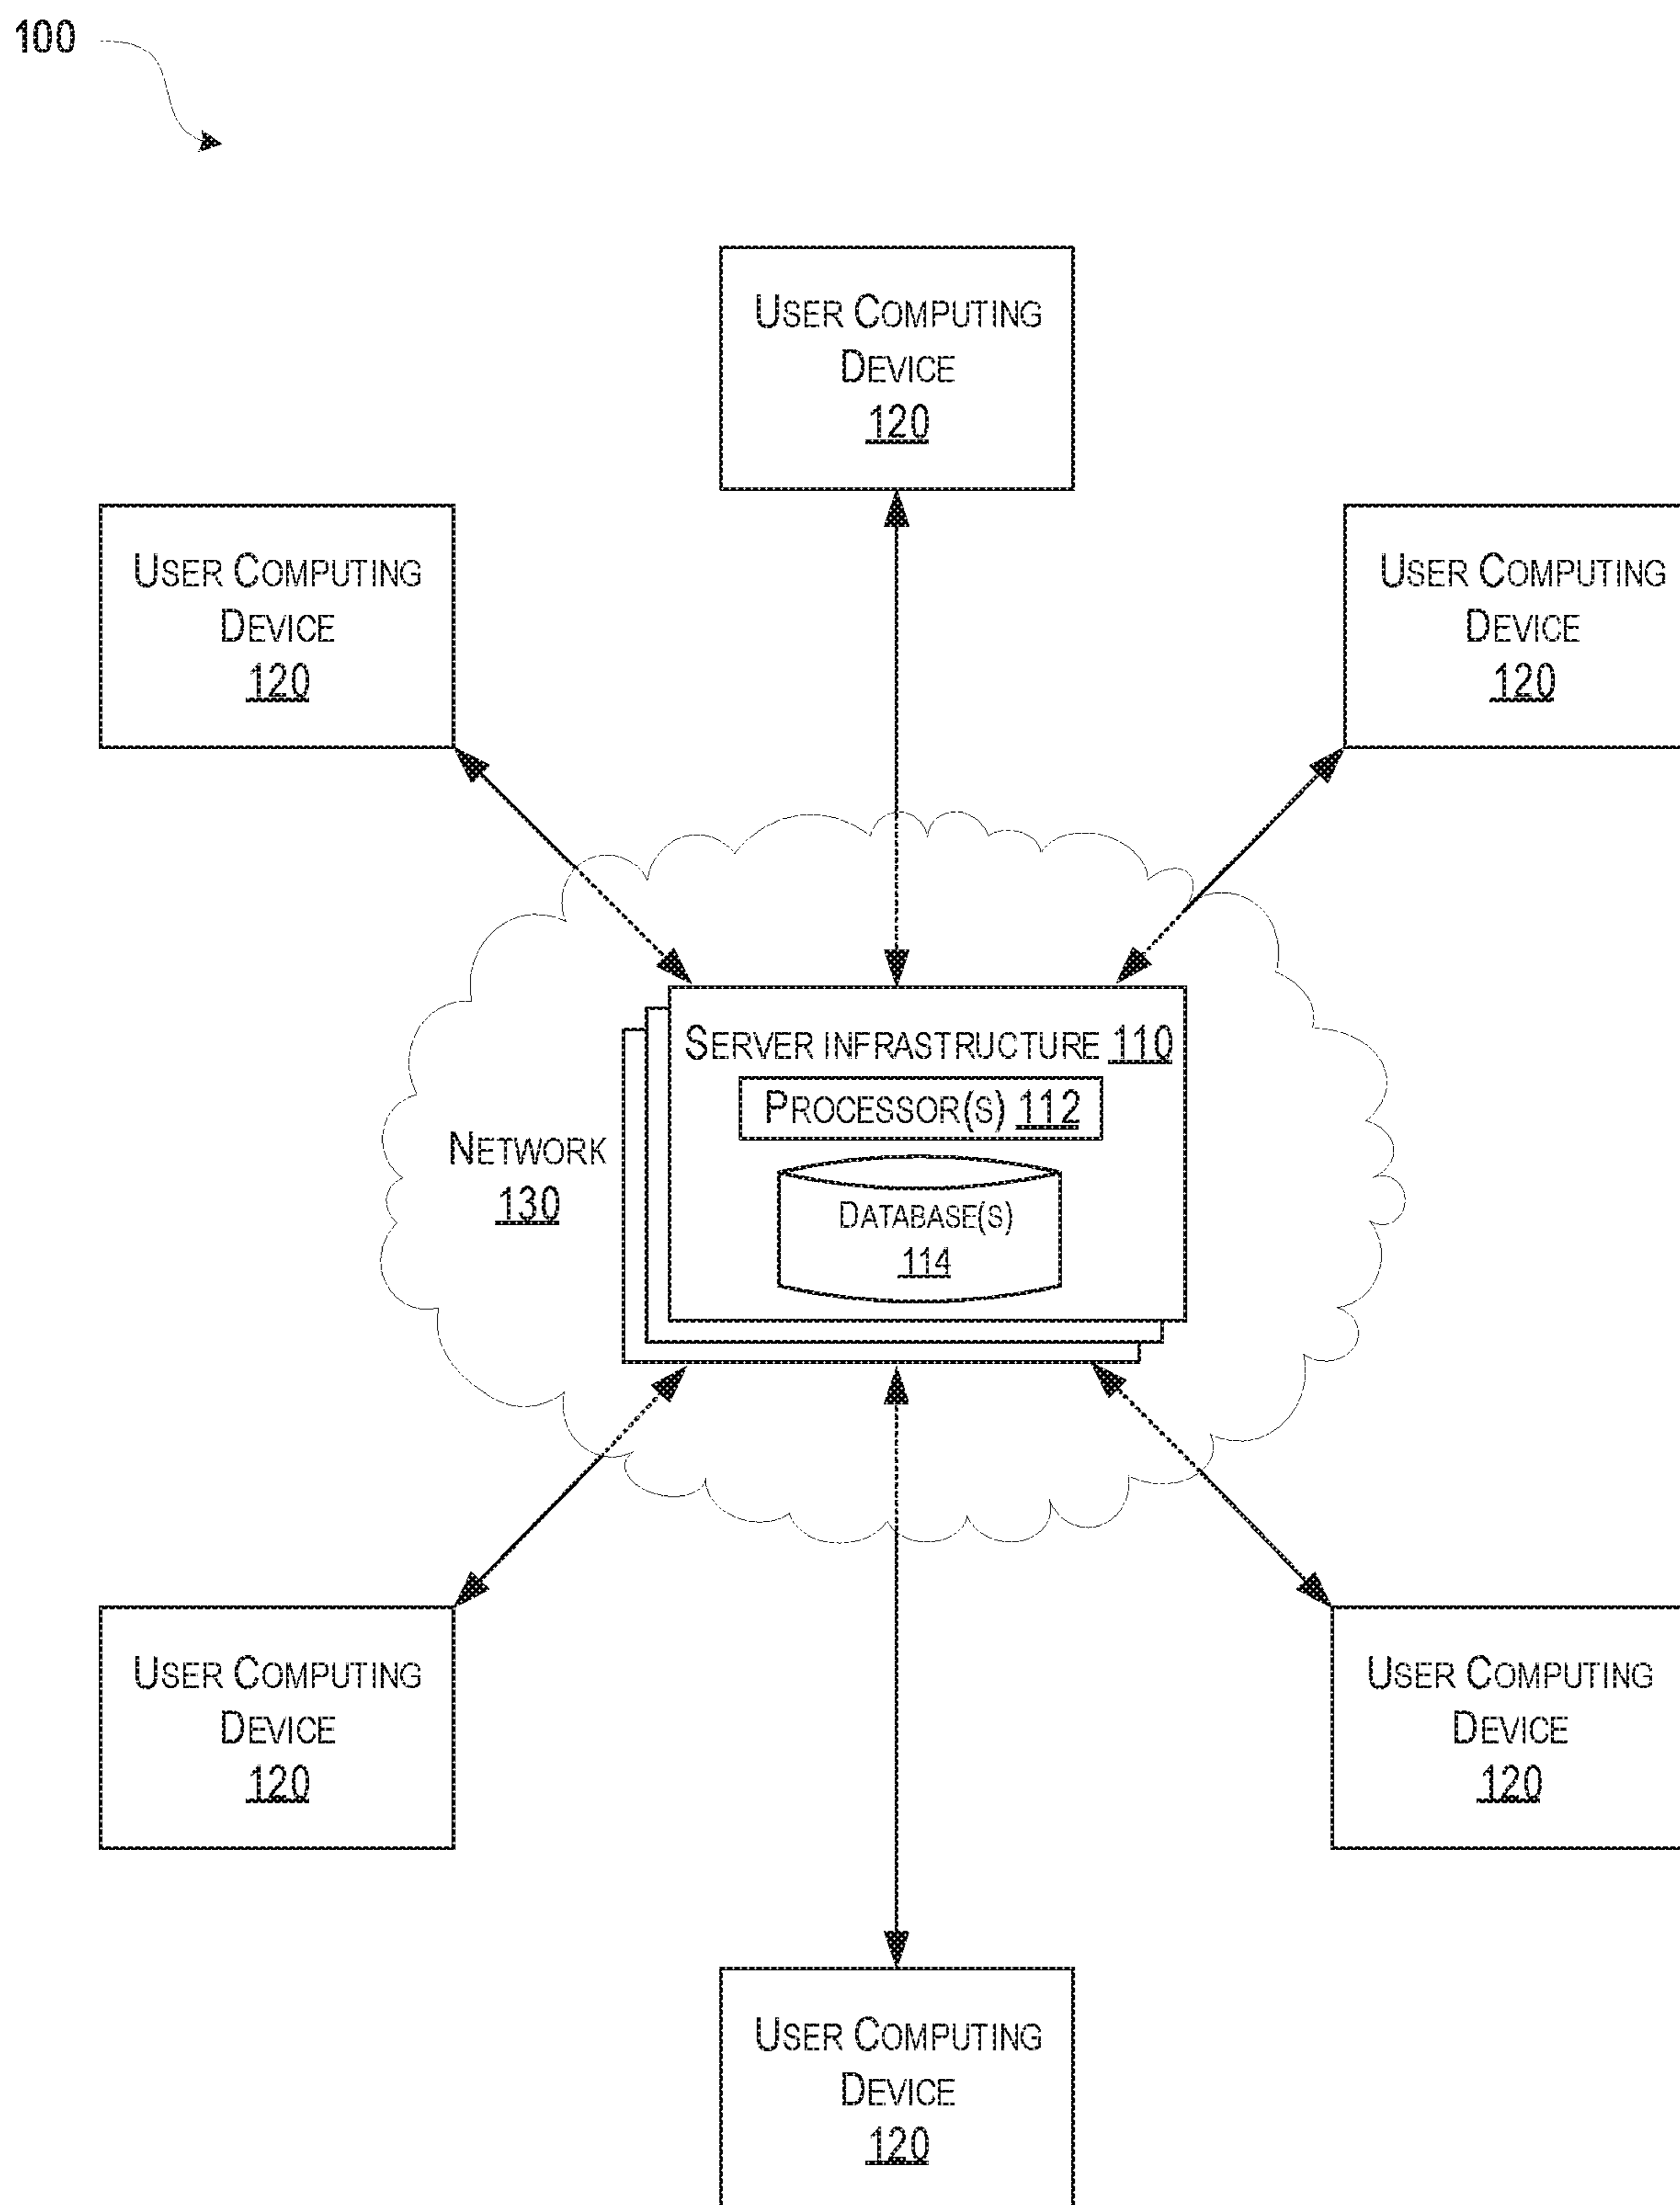 100
USER COMPUTING
DEVICE
120
USER COMPUTING
DEVICE
120
USER COMPUTING
DEVICE
120
SERVER INFRASTRUCTURE 110
PROCESSOR(S) 112
NETWORK
130
DATABASE(S)
114
USER COMPUTING
DEVICE
120
USER COMPUTING
DEVICE
120
USER COMPUTING
DEVICE
120